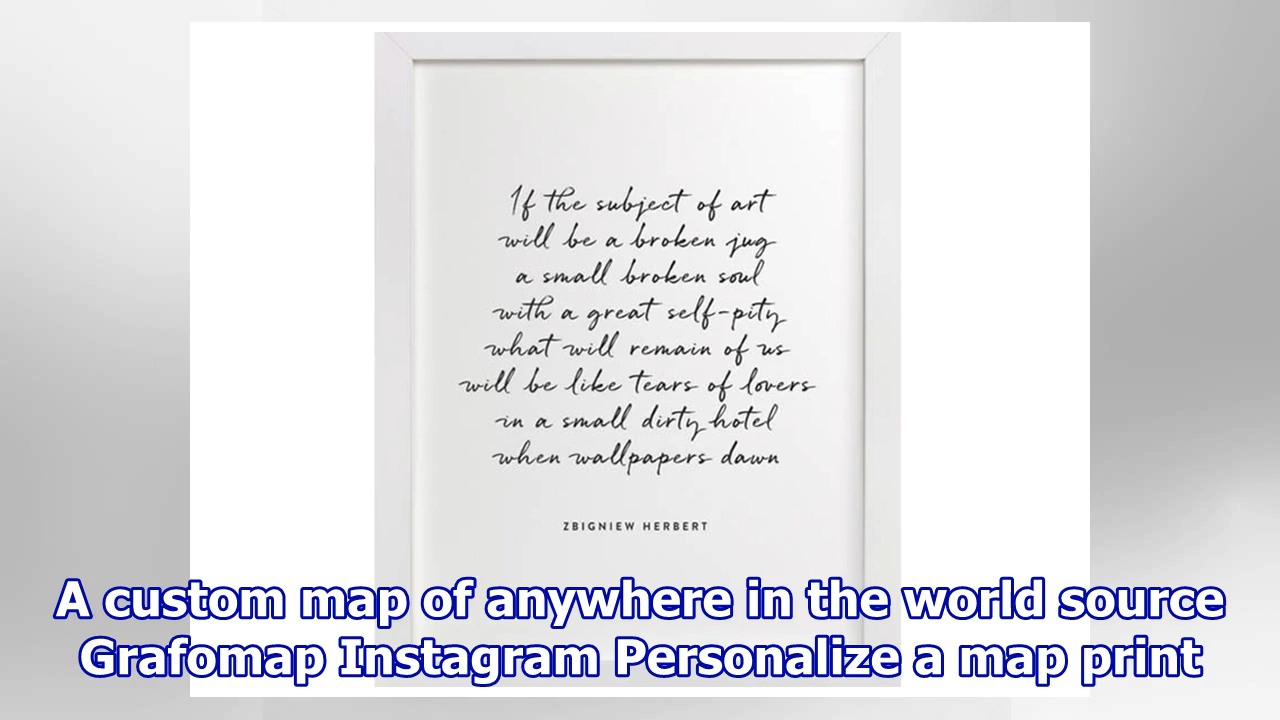 If the subject of art
will be a broken jug
a small broken soul
with a great self-pity
what will remain of us
will be like tears of lovers
in a small dirty hotel
when wallpapers dawn
ZBIGNIEW HERBERT
A custom map of anywhere in the world source
Grafomap Instagram Personalize a map print